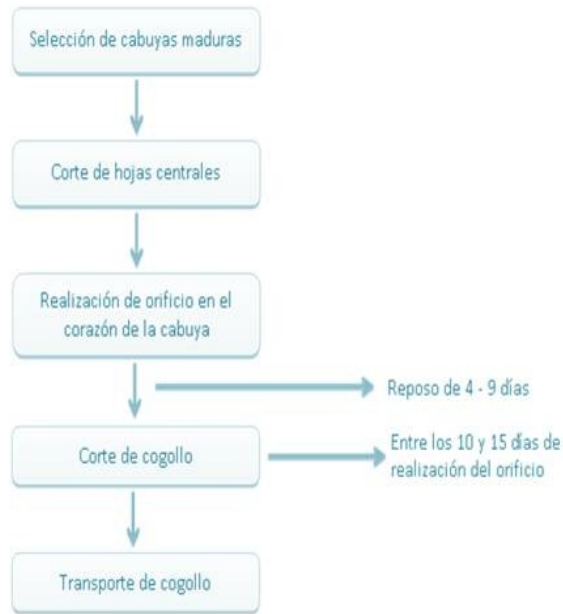 Selección de cabuyas maduras
Corte de hojas centrales
Realización de orificio en el
corazón de la cabuya
Reposo de 4 - 9 días
Corte de cogollo
Entre los 10 y 15 días de
realización del orificio
Transporte de cogollo